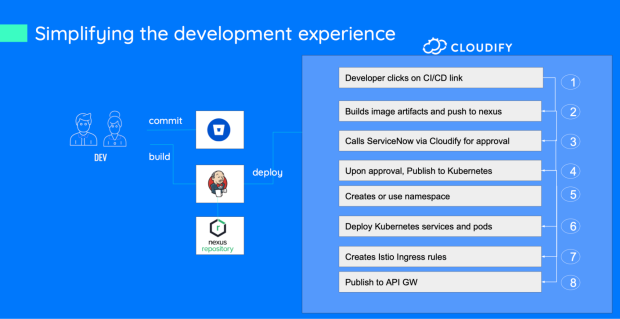 Simplifying the development experience
CLOUDIFY
Developer clicks on CI/CD link
1
Builds image artifacts and push to nexus
2
commit
Calls ServiceNow via Cloudify for approval
3
DEV
build
deploy
Upon approval, Publish to Kubernetes
4
Creates or use namespace
5
Deploy Kubernetes services and pods
6
r
nexus
repository
Creates Istio Ingress rules
7
Publish to API GW
8